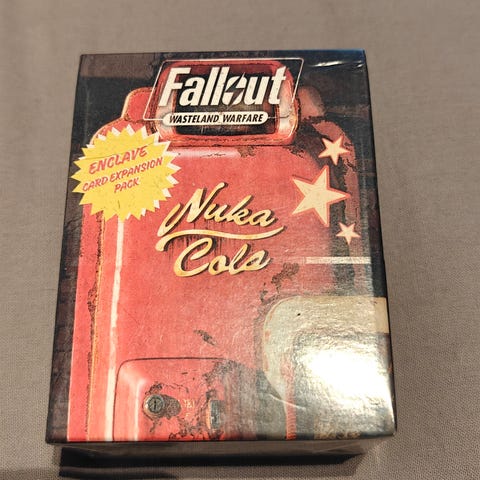 Fallout
WASTELAND WARFARE
ENCLAVE
CARD EXPANSION
PACK
Nuka
Cola